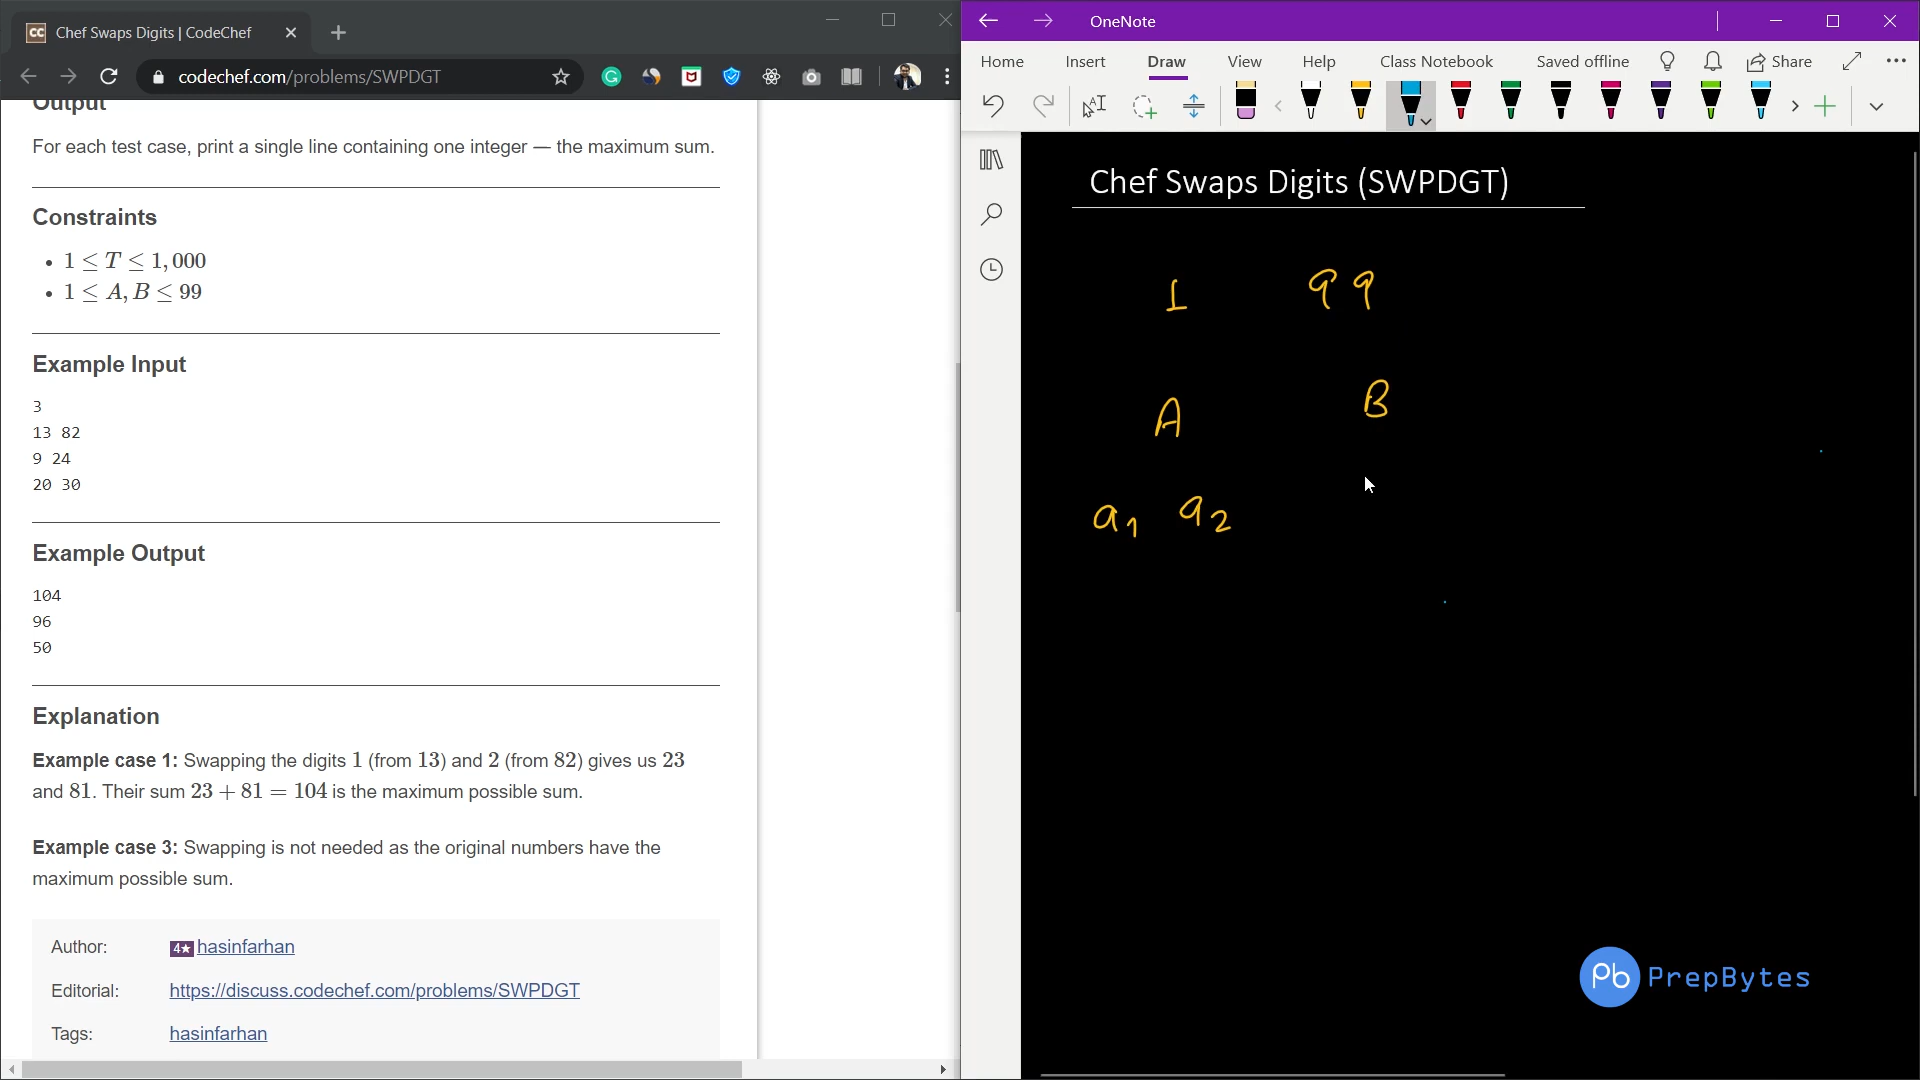 Chef Swaps Digits | CodeChef
codechef.com/problems/SWPDGT
Output
For each test case, print a single line containing one integer — the maximum sum.
Constraints
• 1 ≤ T ≤ 1,000
• 1 ≤ A, B ≤ 99
Example Input
3
13 82
9 24
20 30
Example Output
104
96
50
Explanation
Example case 1: Swapping the digits 1 (from 13) and 2 (from 82) gives us 23
and 81. Their sum 23 + 81 = 104 is the maximum possible sum.
Example case 3: Swapping is not needed as the original numbers have the
maximum possible sum.
Author: 4★ hasinfarhan
Editorial: https://discuss.codechef.com/problems/SWPDGT
Tags: hasinfarhan
OneNote
Home Insert Draw View Help Class Notebook Saved offline Share
Chef Swaps Digits (SWPDGT)
1 99
A B
a1 a2
Pb PrepBytes